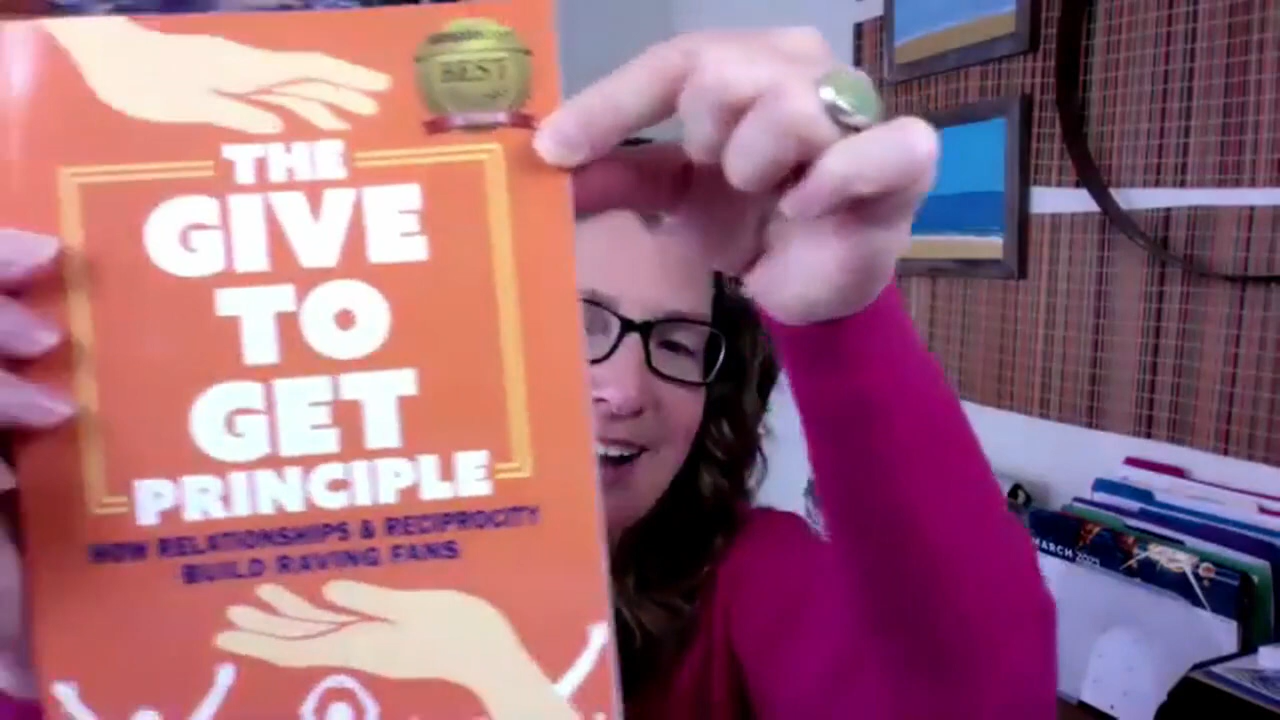 BEST
THE
GIVE
TO
GET
PRINCIPLE
HOW RELATIONSHIPS & RECIPROCITY
BUILD RAVING FANS
MARCH